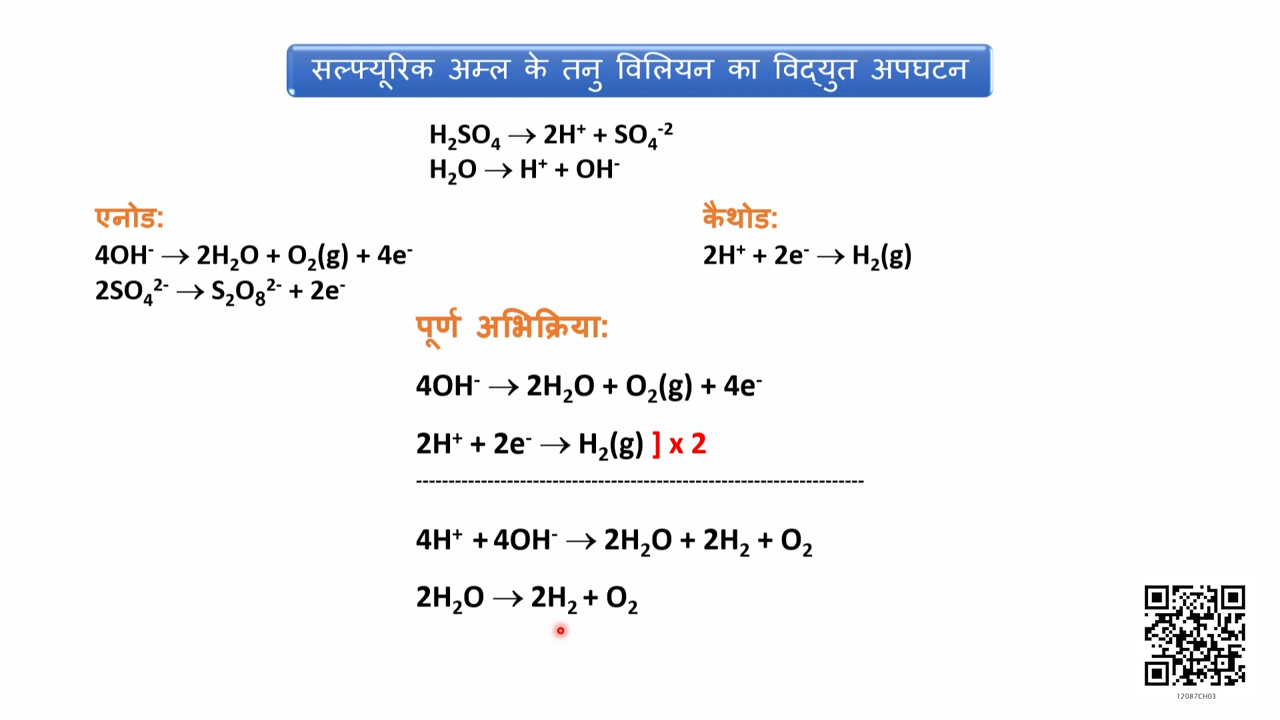 सल्फ्यूरिक अम्ल के तनु विलियन का विद्युत अपघटन
H₂SO₄ → 2H⁺ + SO₄⁻²
H₂O → H⁺ + OH⁻
एनोड:
4OH⁻ → 2H₂O + O₂(g) + 4e⁻
2SO₄²⁻ → S₂O₈²⁻ + 2e⁻
कैथोड:
2H⁺ + 2e⁻ → H₂(g)
पूर्ण अभिक्रिया:
4OH⁻ → 2H₂O + O₂(g) + 4e⁻
2H⁺ + 2e⁻ → H₂(g) ] x 2
---------------------------------------------------------------------
4H⁺ + 4OH⁻ → 2H₂O + 2H₂ + O₂
2H₂O → 2H₂ + O₂
12087CH03